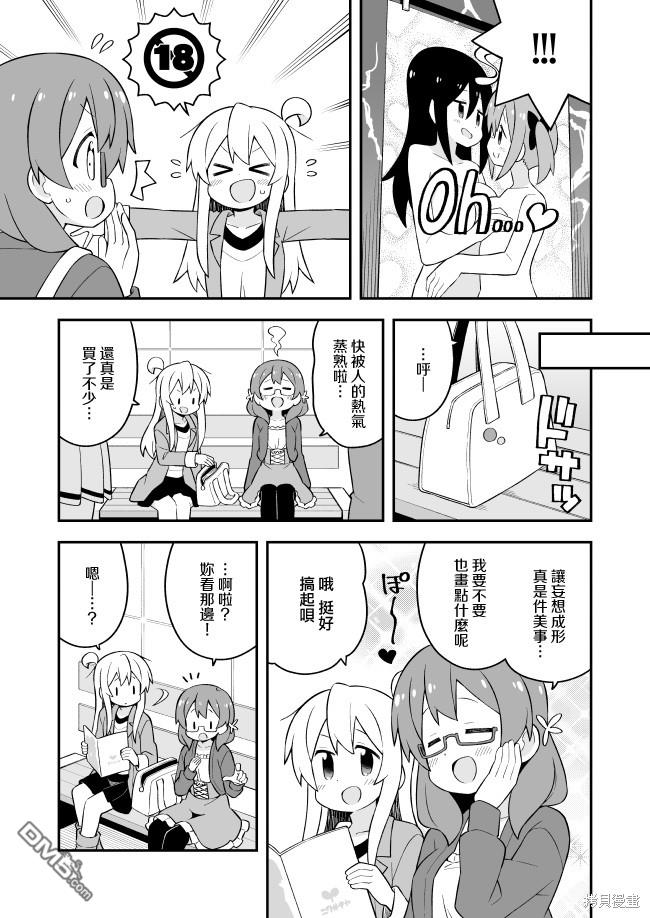 !!!
Oh...♡
18
…呼—
ドサッ
快被人的熱氣
蒸熟啦…
還真是
買了不少…
讓妄想成形
真是件美事…
我要不要
也畫點什麼呢
ぽ〜♥
哦 挺好
搞起唄
…啊啦?
妳看那邊!
嗯──…?
DM5.com
拷貝漫畫